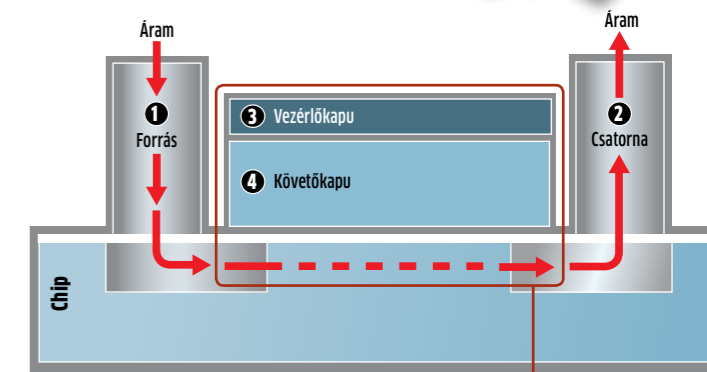 Áram
Áram
1
Forrás
3 Vezérlőkapu
2
Csatorna
4 Követőkapu
Chip